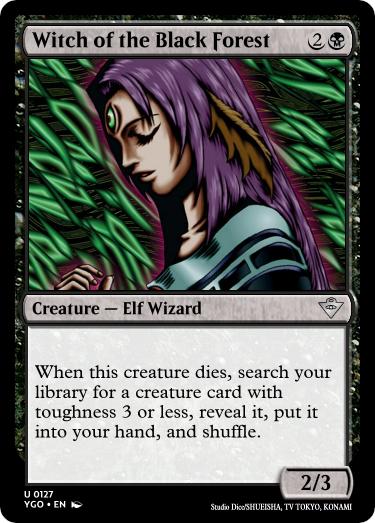 Witch of the Black Forest 2
Creature — Elf Wizard
When this creature dies, search your
library for a creature card with
toughness 3 or less, reveal it, put it
into your hand, and shuffle.
2/3
U 0127
YGO • EN
Studio Dice/SHUEISHA, TV TOKYO, KONAMI